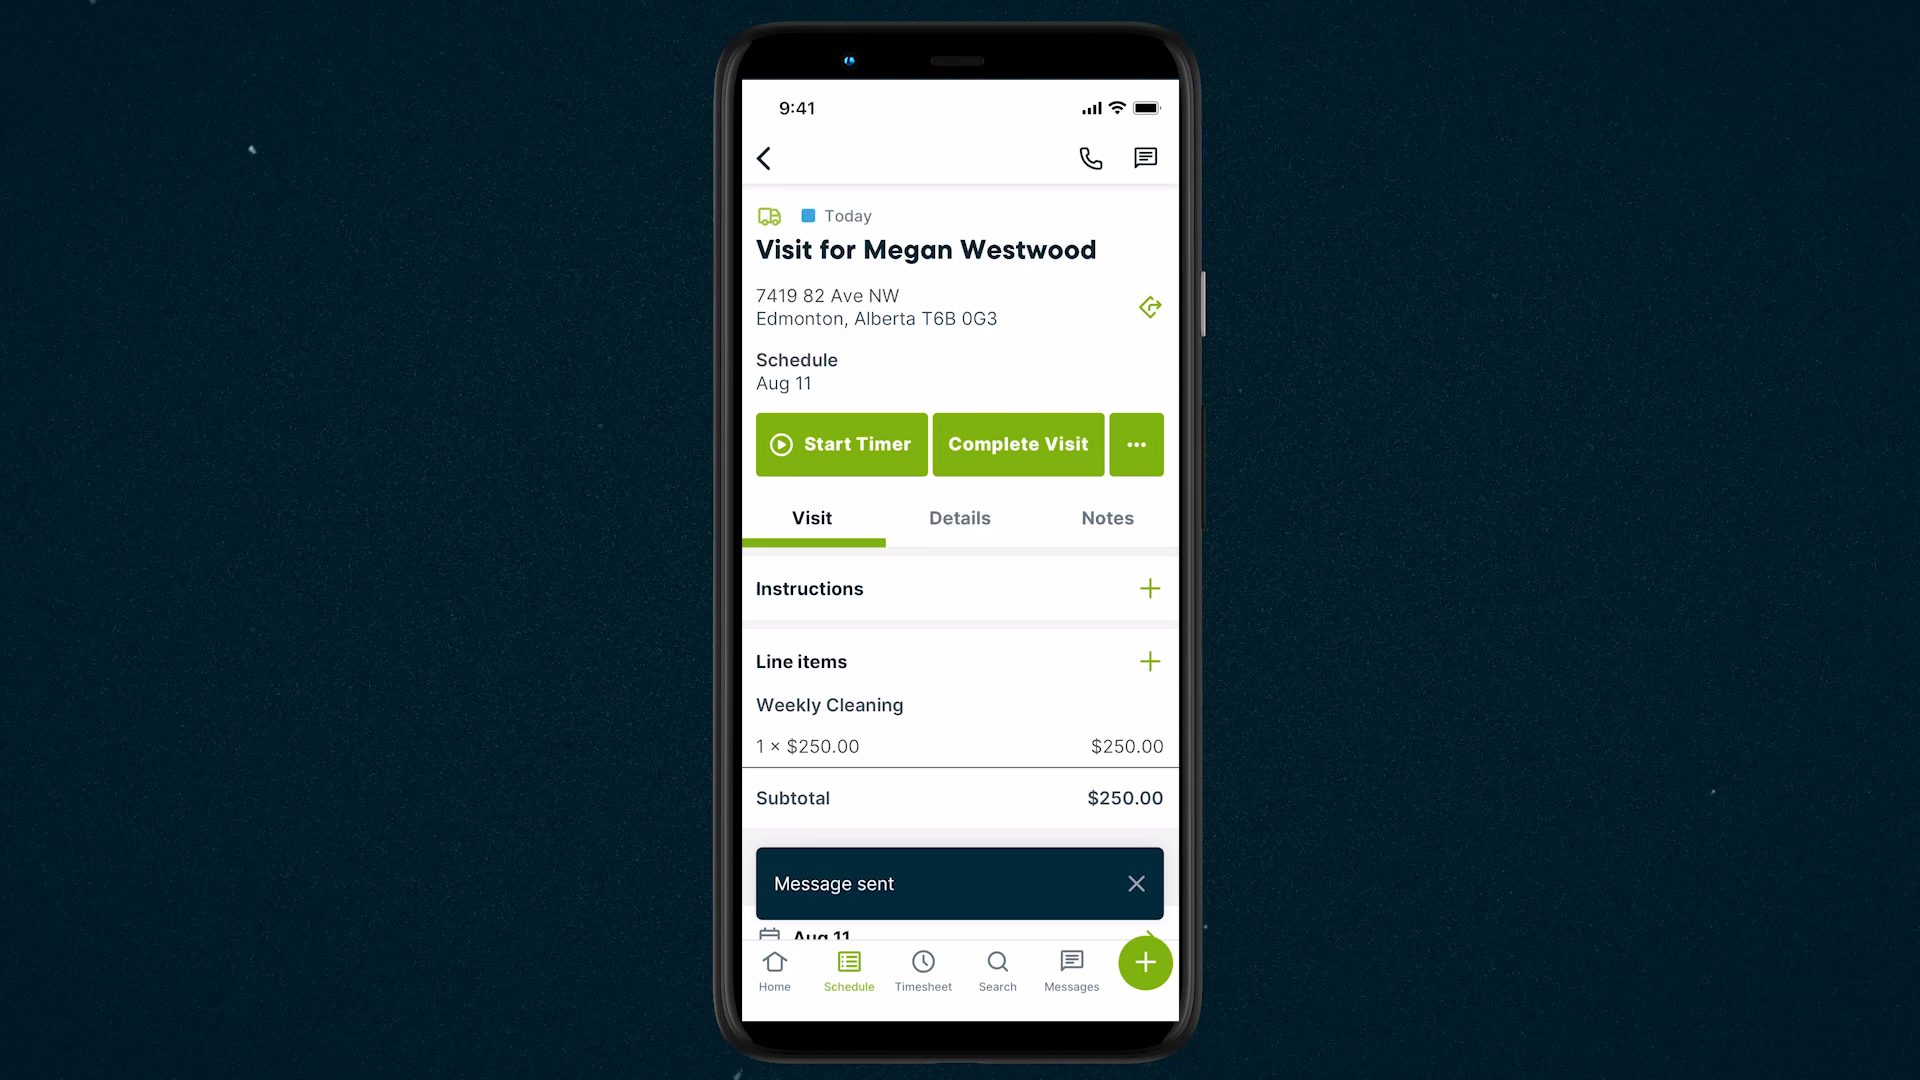 9:41
Today
Visit for Megan Westwood
7419 82 Ave NW
Edmonton, Alberta T6B 0G3
Schedule
Aug 11
Start Timer
Complete Visit
Visit
Details
Notes
Instructions
Line items
Weekly Cleaning
1 × $250.00
$250.00
Subtotal
$250.00
Message sent
Aug 11
Home
Schedule
Timesheet
Search
Messages